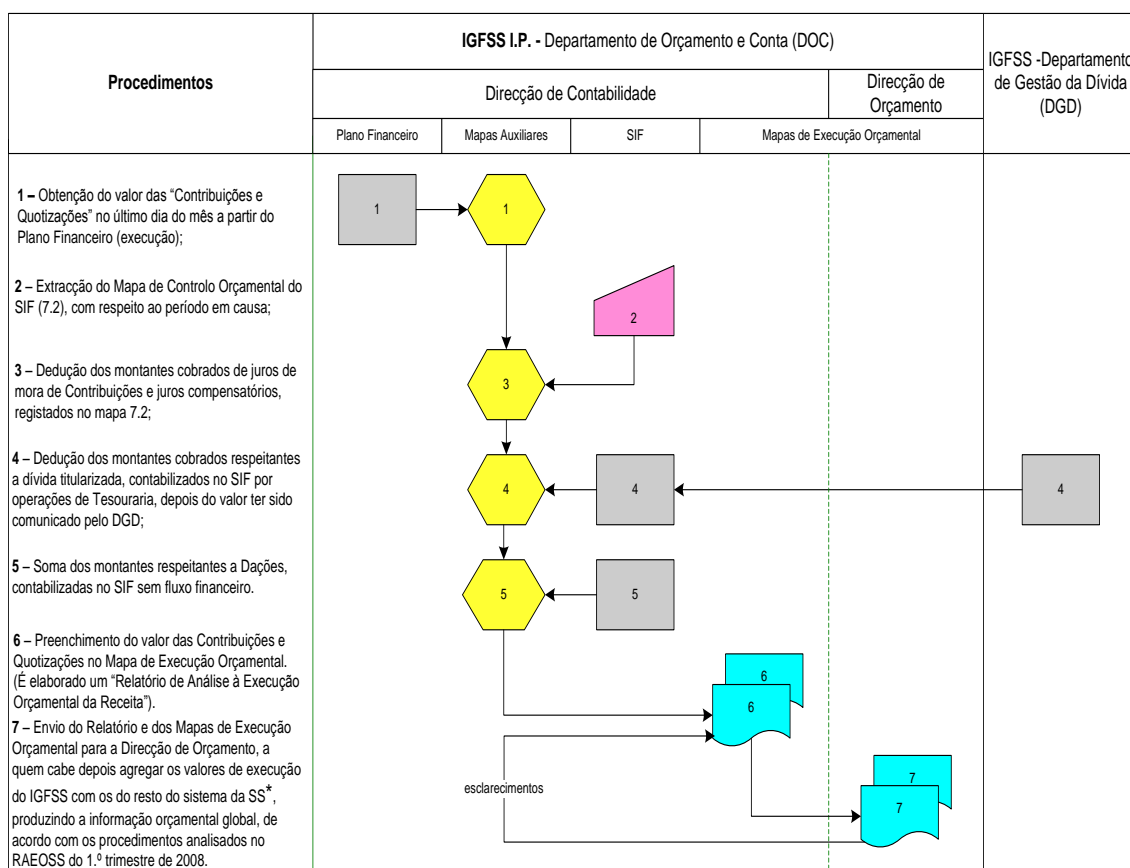 Procedimentos
IGFSS I.P. - Departamento de Orçamento e Conta (DOC)
IGFSS -Departamento
de Gestão da Dívida
(DGD)
Direcção de Contabilidade
Direcção de
Orçamento
Plano Financeiro
Mapas Auxiliares
SIF
Mapas de Execução Orçamental
1 – Obtenção do valor das “Contribuições e
Quotizações” no último dia do mês a partir do
Plano Financeiro (execução);
1
1
2 – Extracção do Mapa de Controlo Orçamental do
SIF (7.2), com respeito ao período em causa;
2
3 – Dedução dos montantes cobrados de juros de
mora de Contribuições e juros compensatórios,
registados no mapa 7.2;
3
4 – Dedução dos montantes cobrados respeitantes
a dívida titularizada, contabilizados no SIF por
operações de Tesouraria, depois do valor ter sido
comunicado pelo DGD;
4
4
4
5 – Soma dos montantes respeitantes a Dações,
contabilizadas no SIF sem fluxo financeiro.
5
5
6 – Preenchimento do valor das Contribuições e
Quotizações no Mapa de Execução Orçamental.
(É elaborado um “Relatório de Análise à Execução
Orçamental da Receita”).
6
6
7 – Envio do Relatório e dos Mapas de Execução
Orçamental para a Direcção de Orçamento, a
quem cabe depois agregar os valores de execução
do IGFSS com os do resto do sistema da SS*,
produzindo a informação orçamental global, de
acordo com os procedimentos analisados no
RAEOSS do 1.º trimestre de 2008.
esclarecimentos
7
7